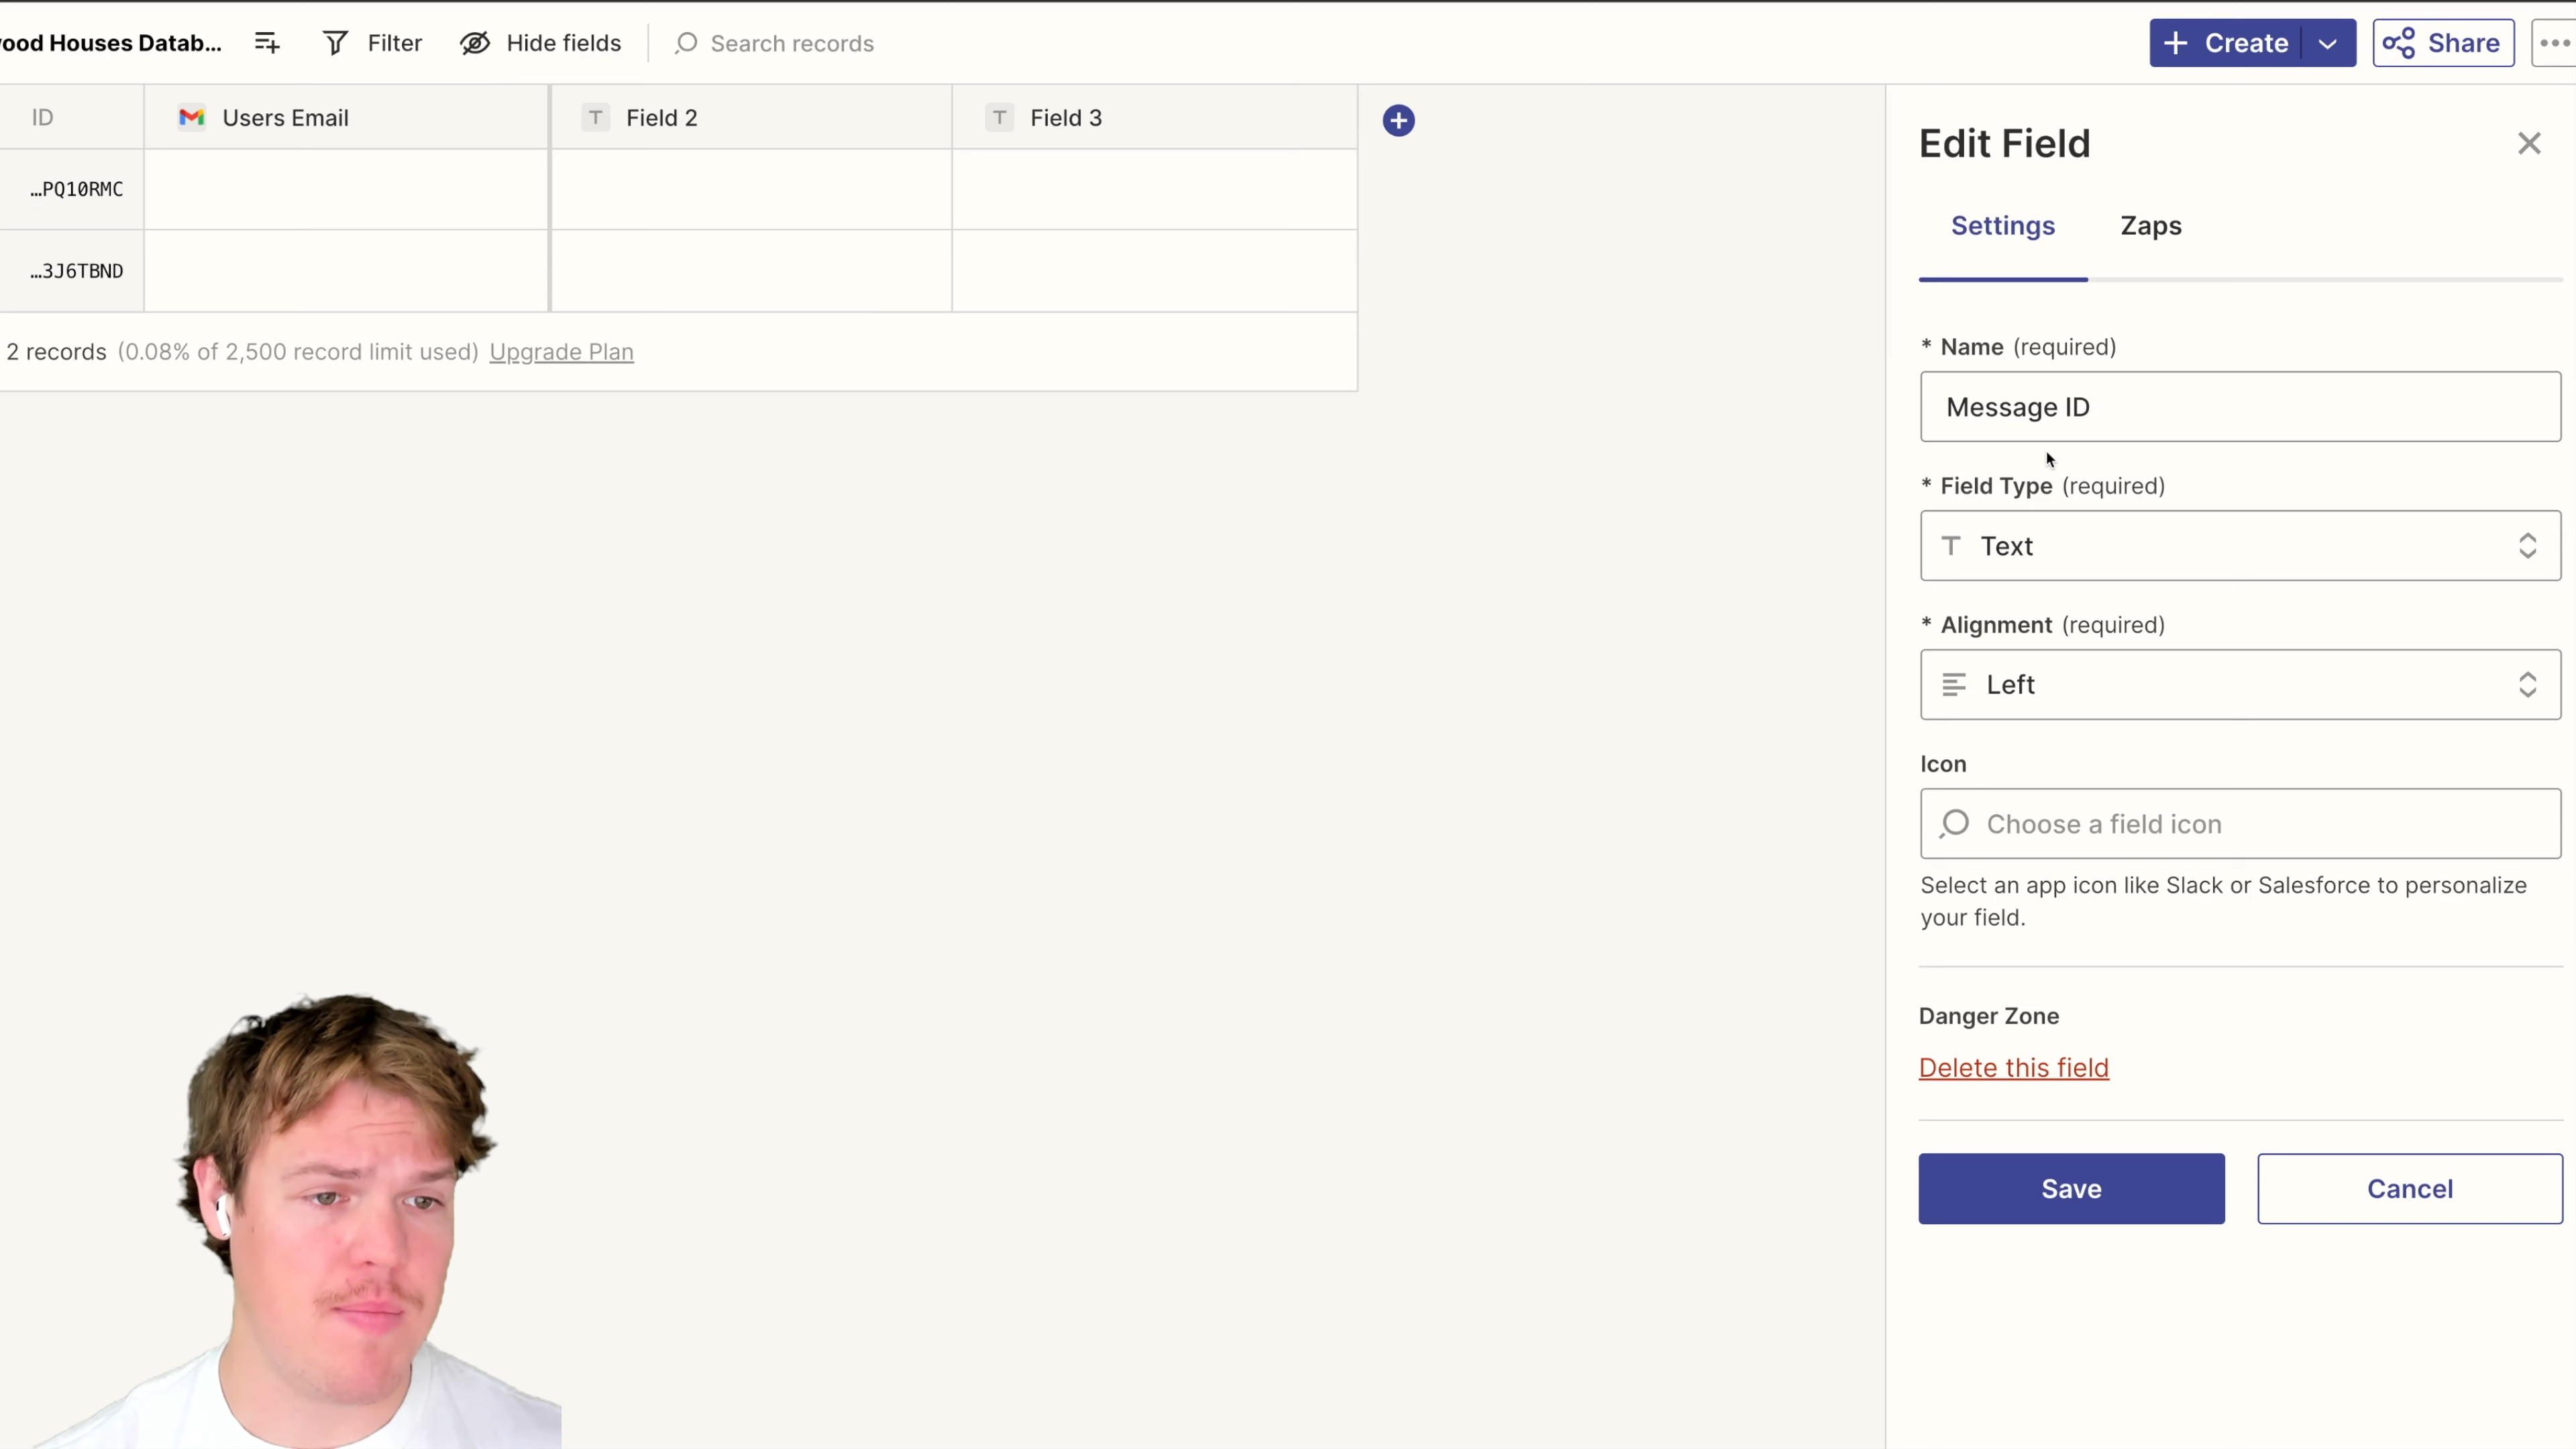 ood Houses Datab...
Filter
Hide fields
Search records
Create
Share
ID
Users Email
T Field 2
T Field 3
...PQ10RMC
...3J6TBND
2 records (0.08% of 2,500 record limit used) Upgrade Plan
Edit Field
Settings
Zaps
* Name (required)
Message ID
* Field Type (required)
T Text
* Alignment (required)
Left
Icon
Choose a field icon
Select an app icon like Slack or Salesforce to personalize
your field.
Danger Zone
Delete this field
Save
Cancel